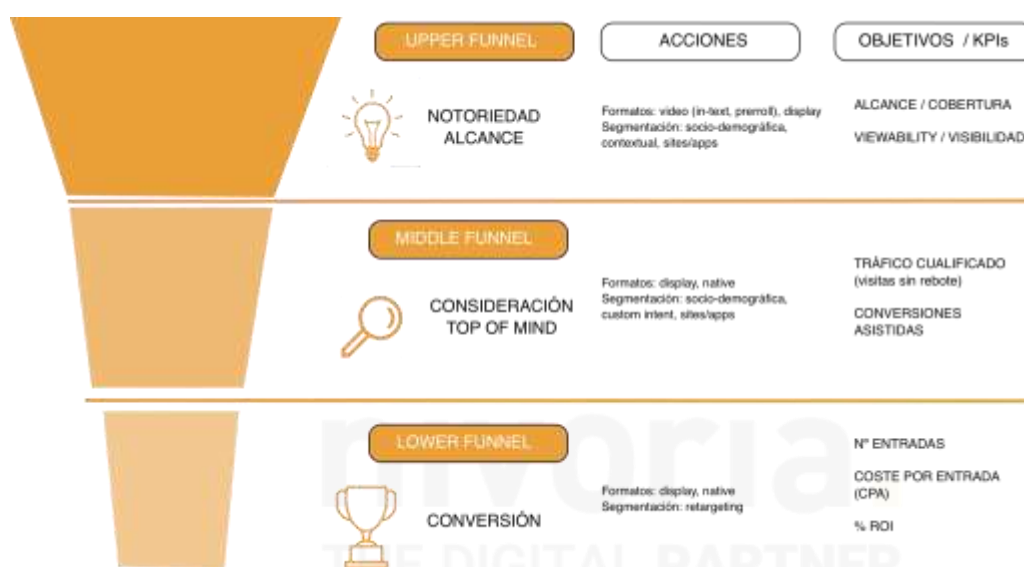 UPPER FUNNEL
ACCIONES
OBJETIVOS / KPIs
NOTORIEDAD
ALCANCE
Formatos: video (in-text, preroll), display
Segmentación: socio-demográfica,
contextual, sites/apps
ALCANCE / COBERTURA
VIEWABILITY / VISIBILIDAD
MIDDLE FUNNEL
CONSIDERACIÓN
TOP OF MIND
Formatos: display, native
Segmentación: socio-demográfica,
custom intent, sites/apps
TRÁFICO CUALIFICADO
(visitas sin rebote)
CONVERSIONES
ASISTIDAS
LOWER FUNNEL
CONVERSIÓN
Formatos: display, native
Segmentación: retargeting
Nº ENTRADAS
COSTE POR ENTRADA
(CPA)
% ROI
nivoria
THE DIGITAL PARTNER